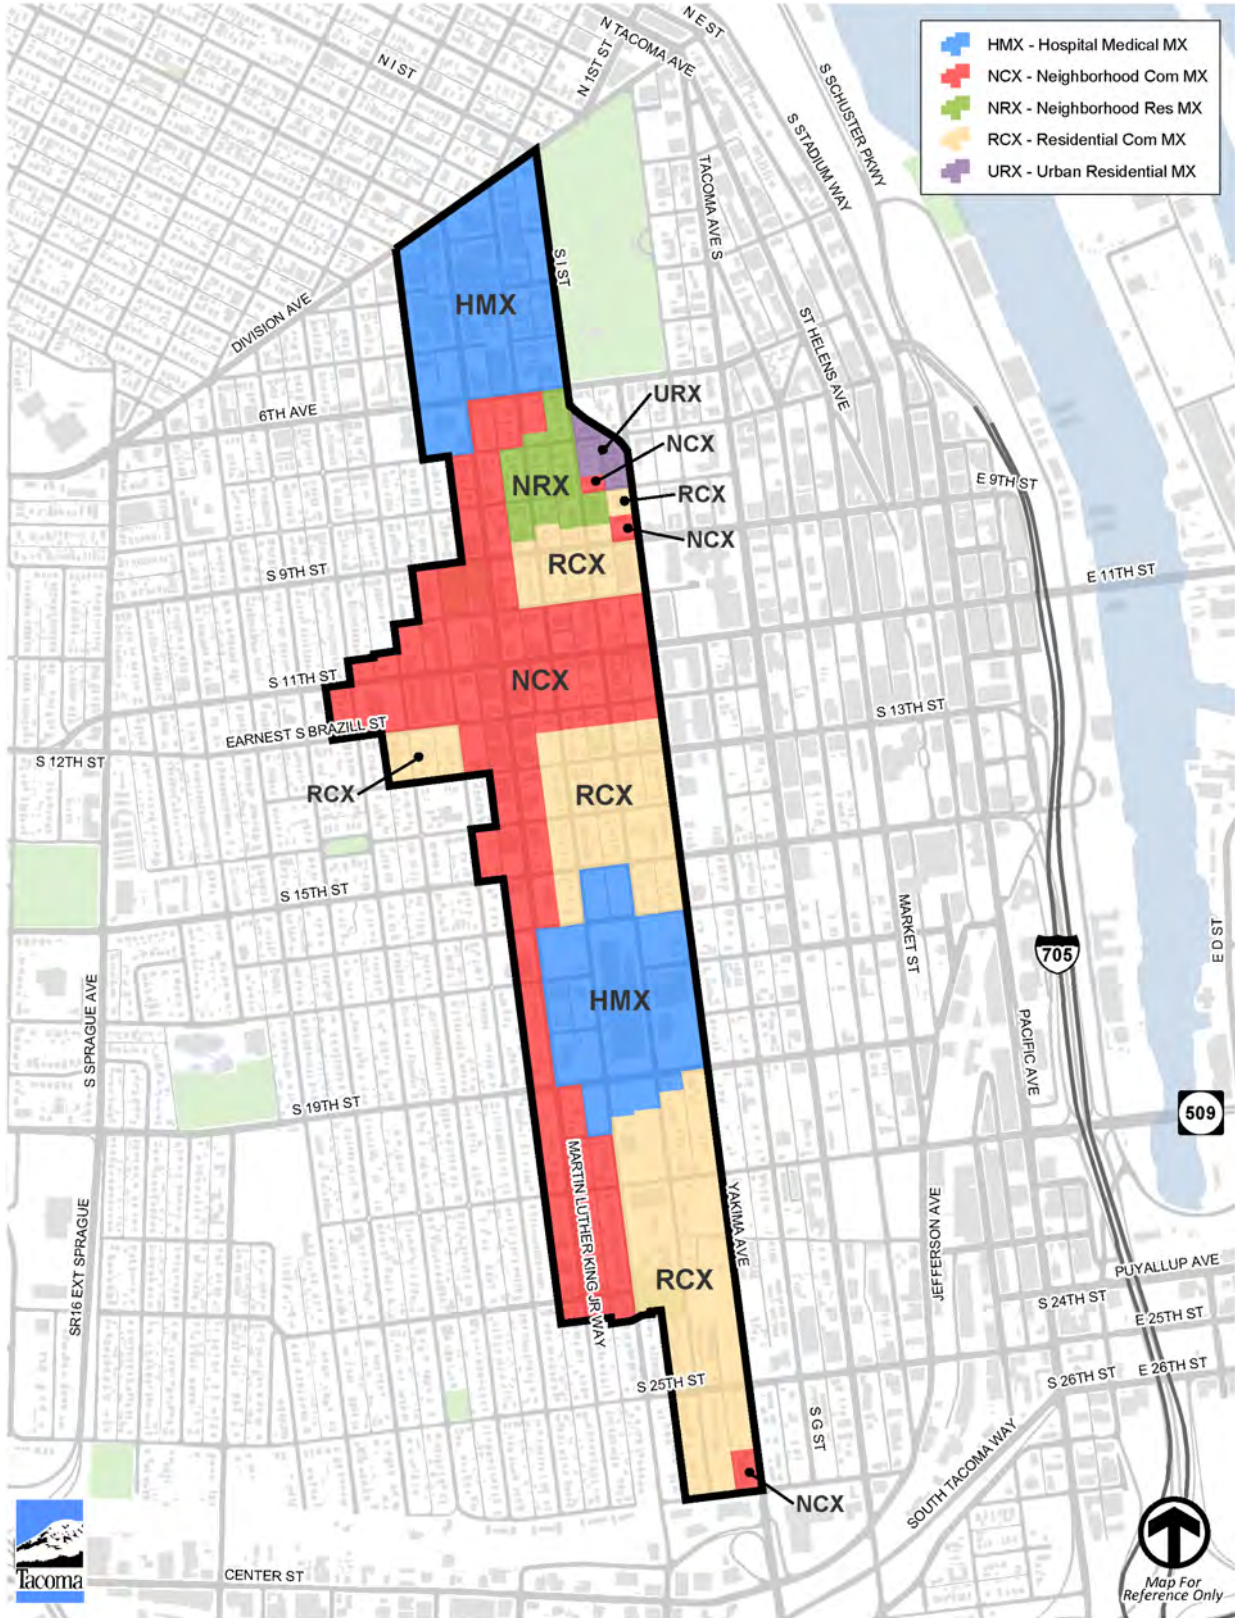 N E ST
N TACOMA AVE
N 1ST ST
N I ST
S SCHUSTER PKWY
S STADIUM WAY
HMX - Hospital Medical MX
NCX - Neighborhood Com MX
NRX - Neighborhood Res MX
RCX - Residential Com MX
URX - Urban Residential MX
TACOMA AVE S
S I ST
HMX
DIVISION AVE
ST HELENS AVE
6TH AVE
URX
NCX
NRX
RCX
NCX
E 9TH ST
RCX
S 9TH ST
E 11TH ST
S 11TH ST
NCX
EARNEST S BRAZILL ST
S 13TH ST
S 12TH ST
RCX
RCX
S 15TH ST
MARKET ST
705
E D ST
HMX
S SPRAGUE AVE
PACIFIC AVE
S 19TH ST
509
MARTIN LUTHER KING JR WAY
YAKIMA AVE
JEFFERSON AVE
SR16 EXT SPRAGUE
RCX
PUYALLUP AVE
S 24TH ST
E 25TH ST
S 25TH ST
S 26TH ST
E 26TH ST
S G ST
SOUTH TACOMA WAY
NCX
Tacoma
CENTER ST
Map For
Reference Only